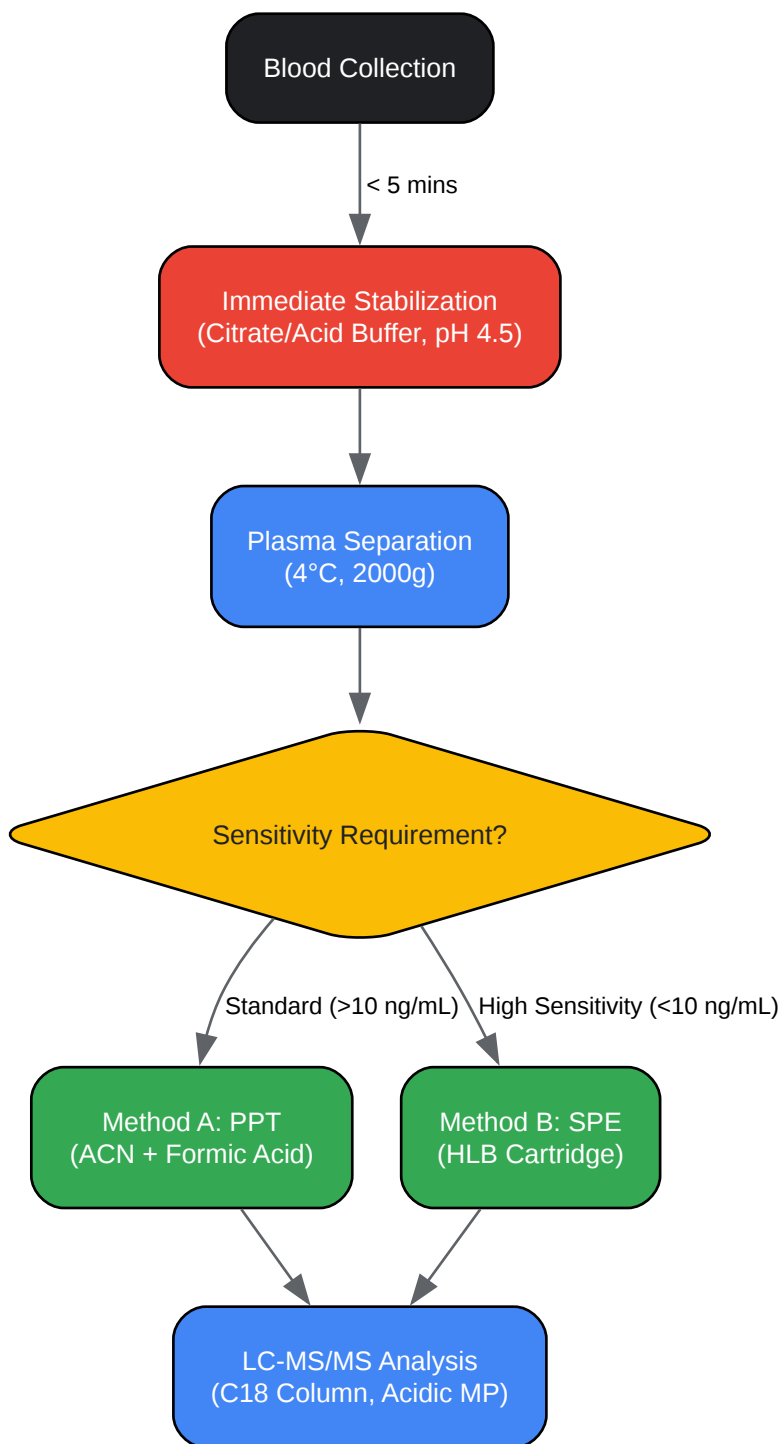 Blood Collection
< 5 mins
Immediate Stabilization
(Citrate/Acid Buffer, pH 4.5)
Plasma Separation
(4°C, 2000g)
Sensitivity Requirement?
Standard (>10 ng/mL)
High Sensitivity (<10 ng/mL)
Method A: PPT
(ACN + Formic Acid)
Method B: SPE
(HLB Cartridge)
LC-MS/MS Analysis
(C18 Column, Acidic MP)